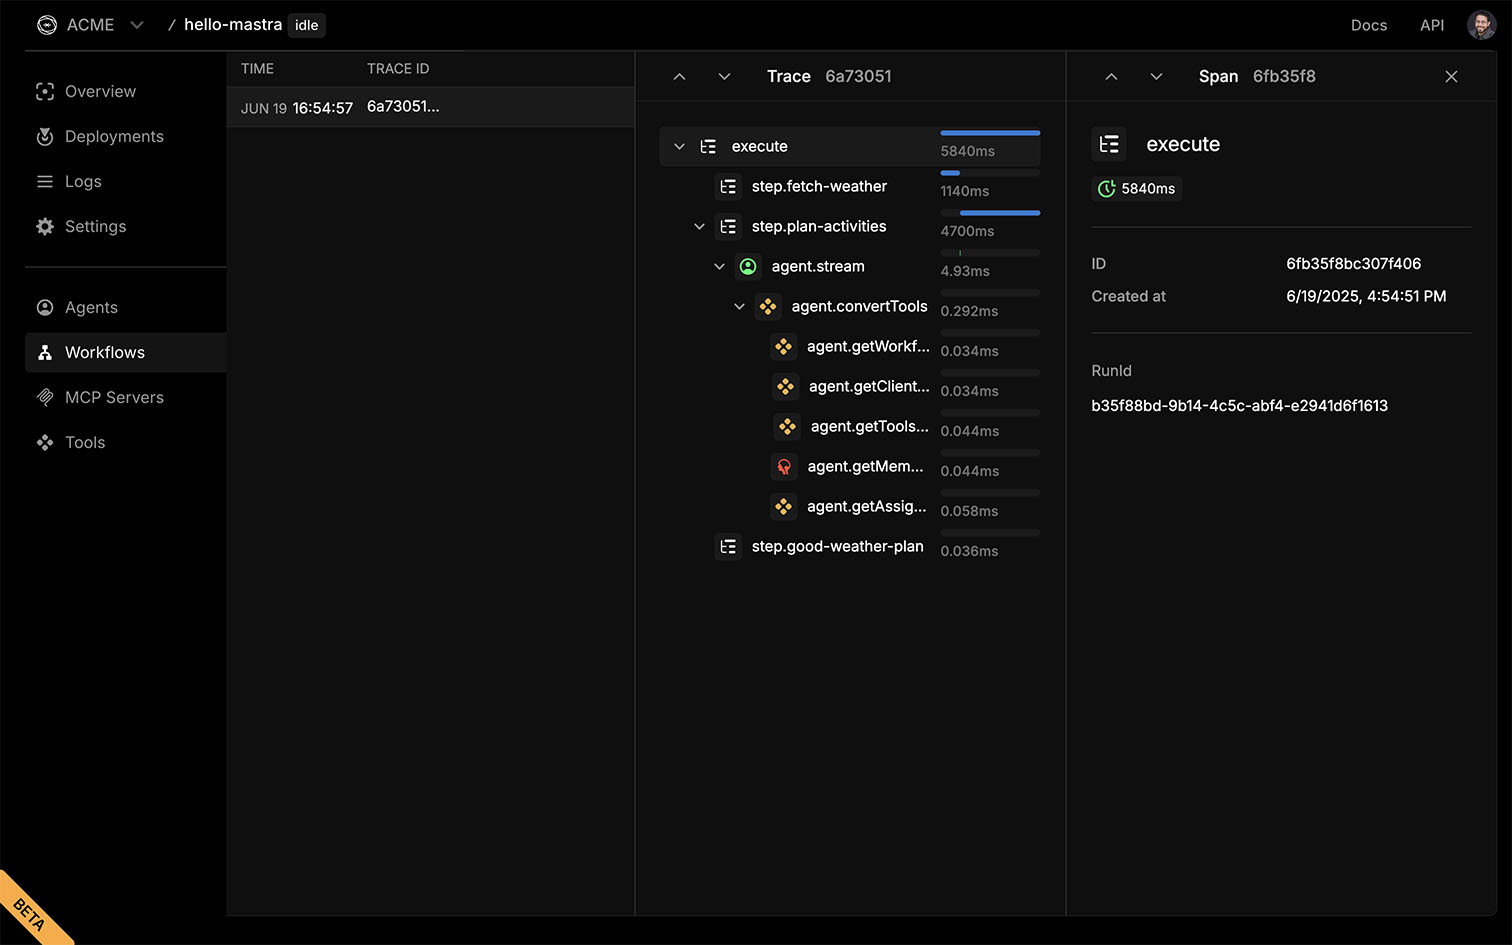 ACME / hello-mastra idle Docs API
Overview
Deployments
Logs
Settings
Agents
Workflows
MCP Servers
Tools
BETA
TIME TRACE ID
JUN 19 16:54:57 6a73051...
Trace 6a73051
execute 5840ms
step.fetch-weather 1140ms
step.plan-activities 4700ms
agent.stream 4.93ms
agent.convertTools 0.292ms
agent.getWorkf... 0.034ms
agent.getClient... 0.034ms
agent.getTools... 0.044ms
agent.getMem... 0.044ms
agent.getAssig... 0.058ms
step.good-weather-plan 0.036ms
Span 6fb35f8
execute
5840ms
ID 6fb35f8bc307f406
Created at 6/19/2025, 4:54:51 PM
RunId
b35f88bd-9b14-4c5c-abf4-e2941d6f1613